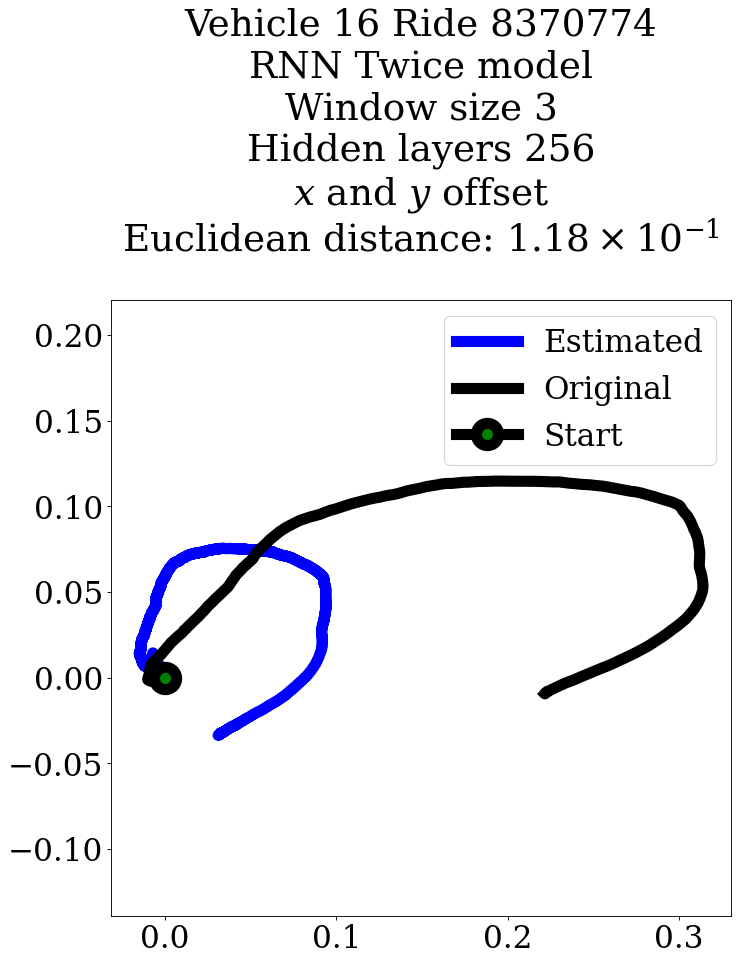 Vehicle 16 Ride 8370774
RNN Twice model
Window size 3
Hidden layers 256
x and y offset
Euclidean distance: 1.18 × 10⁻¹
Estimated
Original
Start
0.20
0.15
0.10
0.05
0.00
−0.05
−0.10
0.0 0.1 0.2 0.3